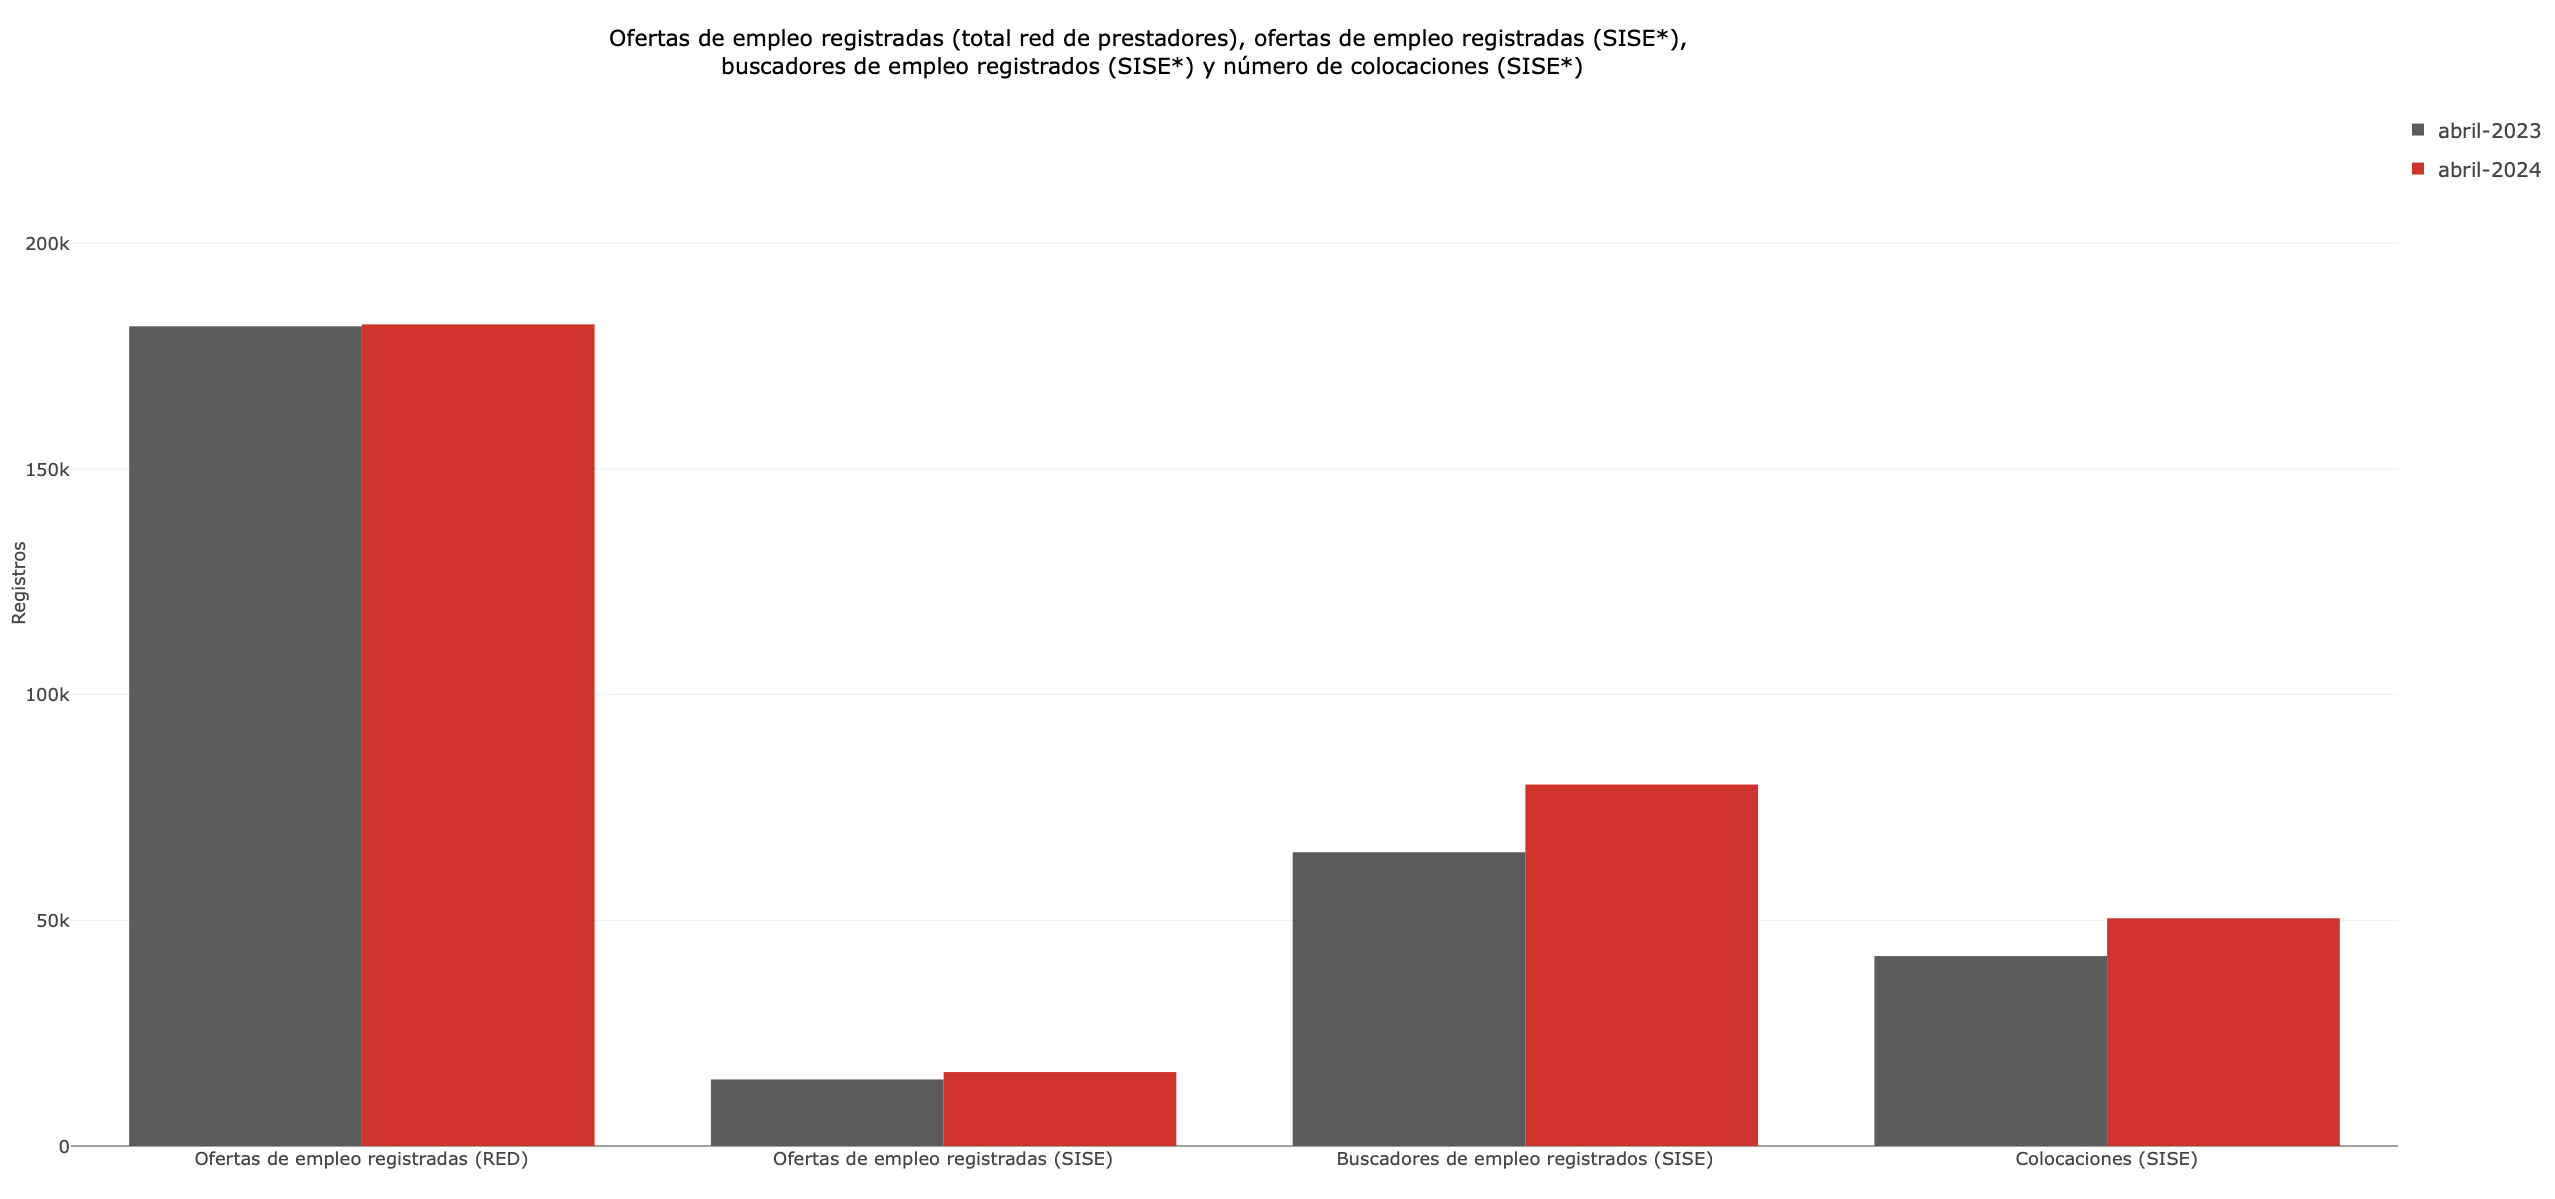 Ofertas de empleo registradas (total red de prestadores), ofertas de empleo registradas (SISE*),
buscadores de empleo registrados (SISE*) y número de colocaciones (SISE*)
abril-2023
abril-2024
200k
150k
100k
50k
0
Registros
Ofertas de empleo registradas (RED)
Ofertas de empleo registradas (SISE)
Buscadores de empleo registrados (SISE)
Colocaciones (SISE)